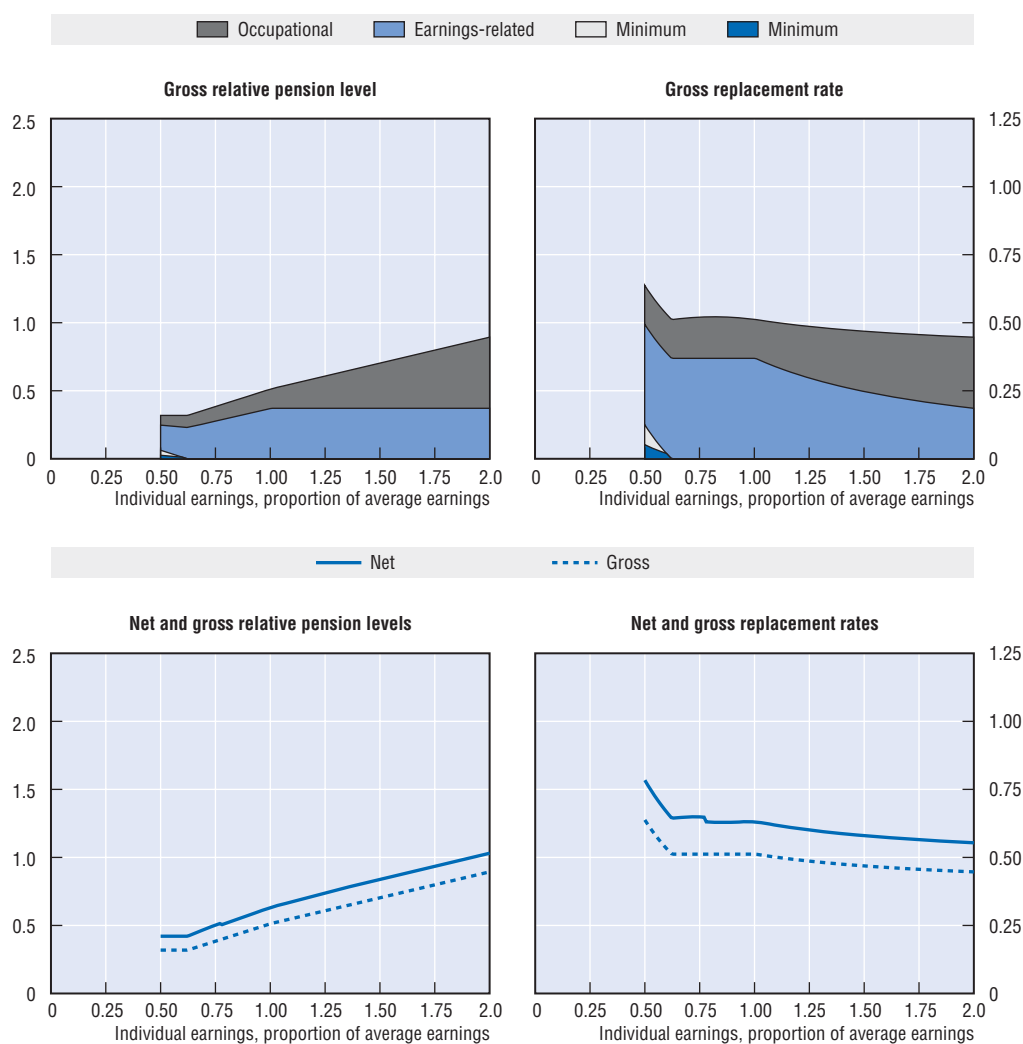 Occupational Earnings-related Minimum Minimum
Gross relative pension level
2.5
2.0
1.5
1.0
0.5
0
0 0.25 0.50 0.75 1.00 1.25 1.50 1.75 2.0
Individual earnings, proportion of average earnings
Gross replacement rate
1.25
1.00
0.75
0.50
0.25
0
0 0.25 0.50 0.75 1.00 1.25 1.50 1.75 2.0
Individual earnings, proportion of average earnings
Net Gross
Net and gross relative pension levels
2.5
2.0
1.5
1.0
0.5
0
0 0.25 0.50 0.75 1.00 1.25 1.50 1.75 2.0
Individual earnings, proportion of average earnings
Net and gross replacement rates
1.25
1.00
0.75
0.50
0.25
0
0 0.25 0.50 0.75 1.00 1.25 1.50 1.75 2.0
Individual earnings, proportion of average earnings